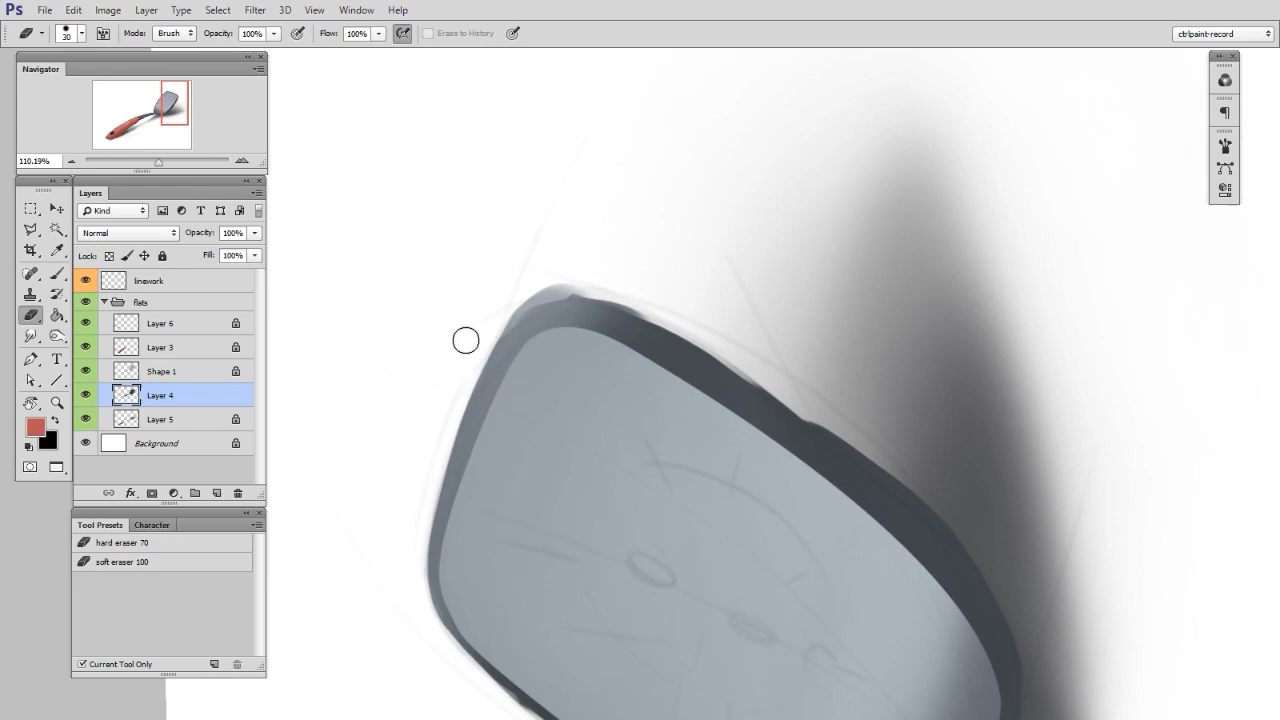 Ps File Edit Image Layer Type Select Filter 3D View Window Help
30 Mode: Brush Opacity: 100% Flow: 100% Erase to History ctrlpaint-record
Navigator
110.19%
Layers
Kind
Normal Opacity: 100%
Lock: Fill: 100%
linework
flats
Layer 6
Layer 3
Shape 1
Layer 4
Layer 5
Background
fx
Tool Presets Character
hard eraser 70
soft eraser 100
Current Tool Only